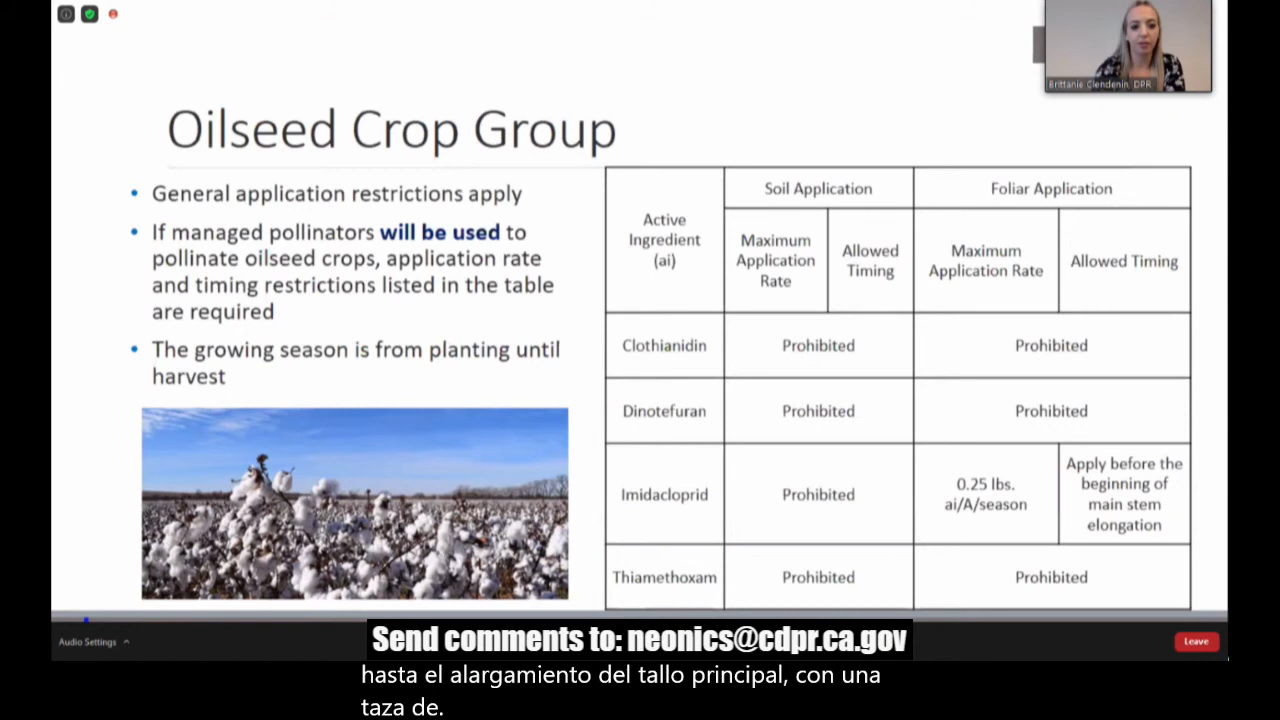 Brittanie Clendenin, DPR
Oilseed Crop Group
• General application restrictions apply
• If managed pollinators will be used to
pollinate oilseed crops, application rate
and timing restrictions listed in the table
are required
• The growing season is from planting until
harvest
Active
Ingredient
(ai)
Soil Application
Foliar Application
Maximum
Application
Rate
Allowed
Timing
Maximum
Application Rate
Allowed Timing
Clothianidin
Prohibited
Prohibited
Dinotefuran
Prohibited
Prohibited
Imidacloprid
Prohibited
0.25 lbs.
ai/A/season
Apply before the
beginning of
main stem
elongation
Thiamethoxam
Prohibited
Prohibited
Audio Settings
Send comments to: neonics@cdpr.ca.gov
Leave
hasta el alargamiento del tallo principal, con una
taza de.